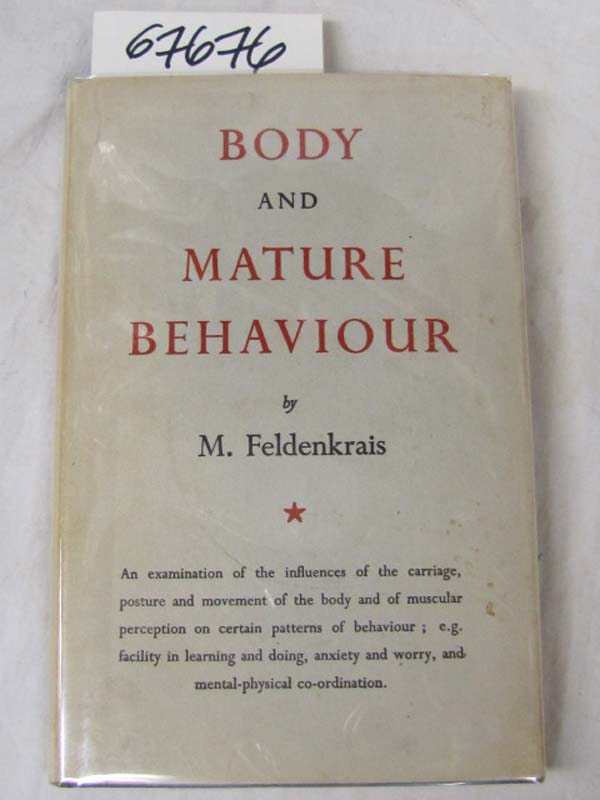 67676
BODY
AND
MATURE
BEHAVIOUR
by
M. Feldenkrais
An examination of the influences of the carriage,
posture and movement of the body and of muscular
perception on certain patterns of behaviour ; e.g.
facility in learning and doing, anxiety and worry, and
mental-physical co-ordination.